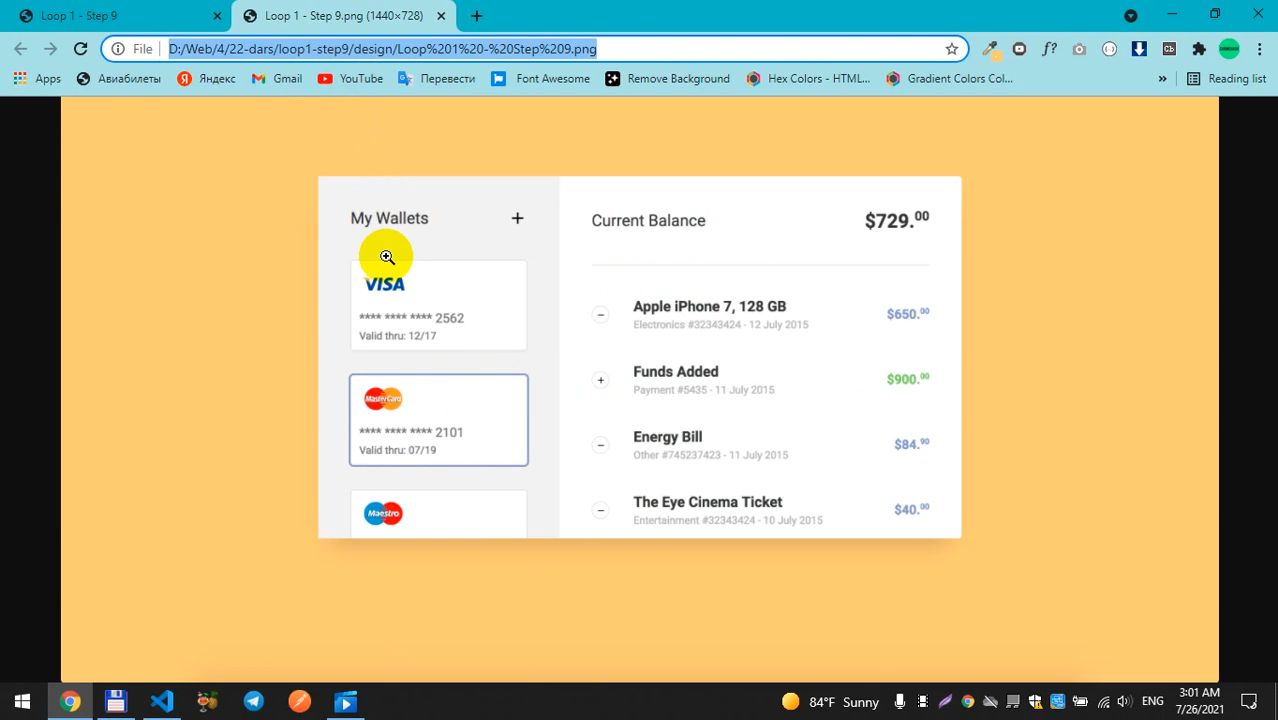 Loop 1 - Step 9
Loop 1 - Step 9.png (1440×728)
File
D:/Web/4/22-dars/loop1-step9/design/Loop%201%20-%20Step%209.png
f?
Cb
Apps
Авиабилеты
Яндекс
Gmail
YouTube
Перевести
Font Awesome
Remove Background
Hex Colors - HTML...
Gradient Colors Col...
»
Reading list
My Wallets
+
VISA
**** **** **** 2562
Valid thru: 12/17
MasterCard
**** **** **** 2101
Valid thru: 07/19
Maestro
Current Balance
$729.00
Apple iPhone 7, 128 GB
Electronics #32343424 - 12 July 2015
$650.00
Funds Added
Payment #5435 - 11 July 2015
$900.00
Energy Bill
Other #745237423 - 11 July 2015
$84.90
The Eye Cinema Ticket
Entertainment #32343424 - 10 July 2015
$40.00
84°F Sunny
ENG
3:01 AM
7/26/2021